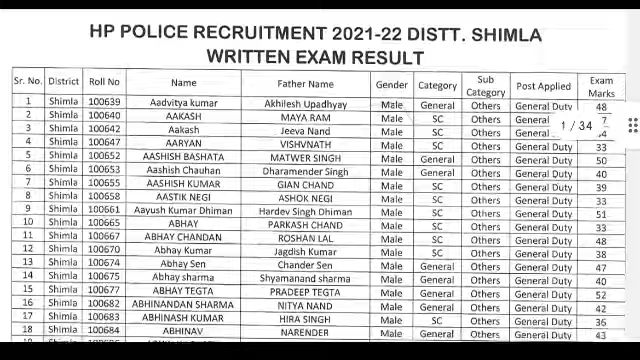 HP POLICE RECRUITMENT 2021-22 DISTT. SHIMLA
WRITTEN EXAM RESULT
Sr. No. District Roll No Name Father Name Gender Category Sub Category Post Applied Exam Marks
1 Shimla 100639 Aadvitya kumar Akhilesh Upadhyay Male General Others General Duty 48
2 Shimla 100640 AAKASH MAYA RAM Male SC Others General 7
3 Shimla 100642 Aakash Jeeva Nand Male SC Others General 4
1 / 34
4 Shimla 100647 AARYAN VISHVNATH Male SC Others General Duty 33
5 Shimla 100652 AASHISH BASHATA MATWER SINGH Male General Others General Duty 50
6 Shimla 100653 Aashish Chauhan Dharamender Singh Male General Others General Duty 40
7 Shimla 100655 AASHISH KUMAR GIAN CHAND Male SC Others General Duty 39
8 Shimla 100658 AASTIK NEGI ASHOK NEGI Male SC Others General Duty 33
9 Shimla 100661 Aayush Kumar Dhiman Hardev Singh Dhiman Male SC Others General Duty 51
10 Shimla 100665 ABHAY PARKASH CHAND Male SC Others General Duty 33
11 Shimla 100667 ABHAY CHANDAN ROSHAN LAL Male SC Others General Duty 48
12 Shimla 100670 Abhay Kumar Jagdish Kumar Male SC Others General Duty 38
13 Shimla 100674 Abhay Sen Chander Sen Male General Others General Duty 47
14 Shimla 100675 Abhay sharma Shyamanand sharma Male General Others General Duty 40
15 Shimla 100677 ABHAY TEGTA PRADEEP TEGTA Male General Others General Duty 52
16 Shimla 100682 ABHINANDAN SHARMA NITYA NAND Male General Others General Duty 42
17 Shimla 100683 ABHINASH KUMAR HIRA SINGH Male SC Others General Duty 36
18 Shimla 100684 ABHINAV NARENDER Male General Others General Duty 43